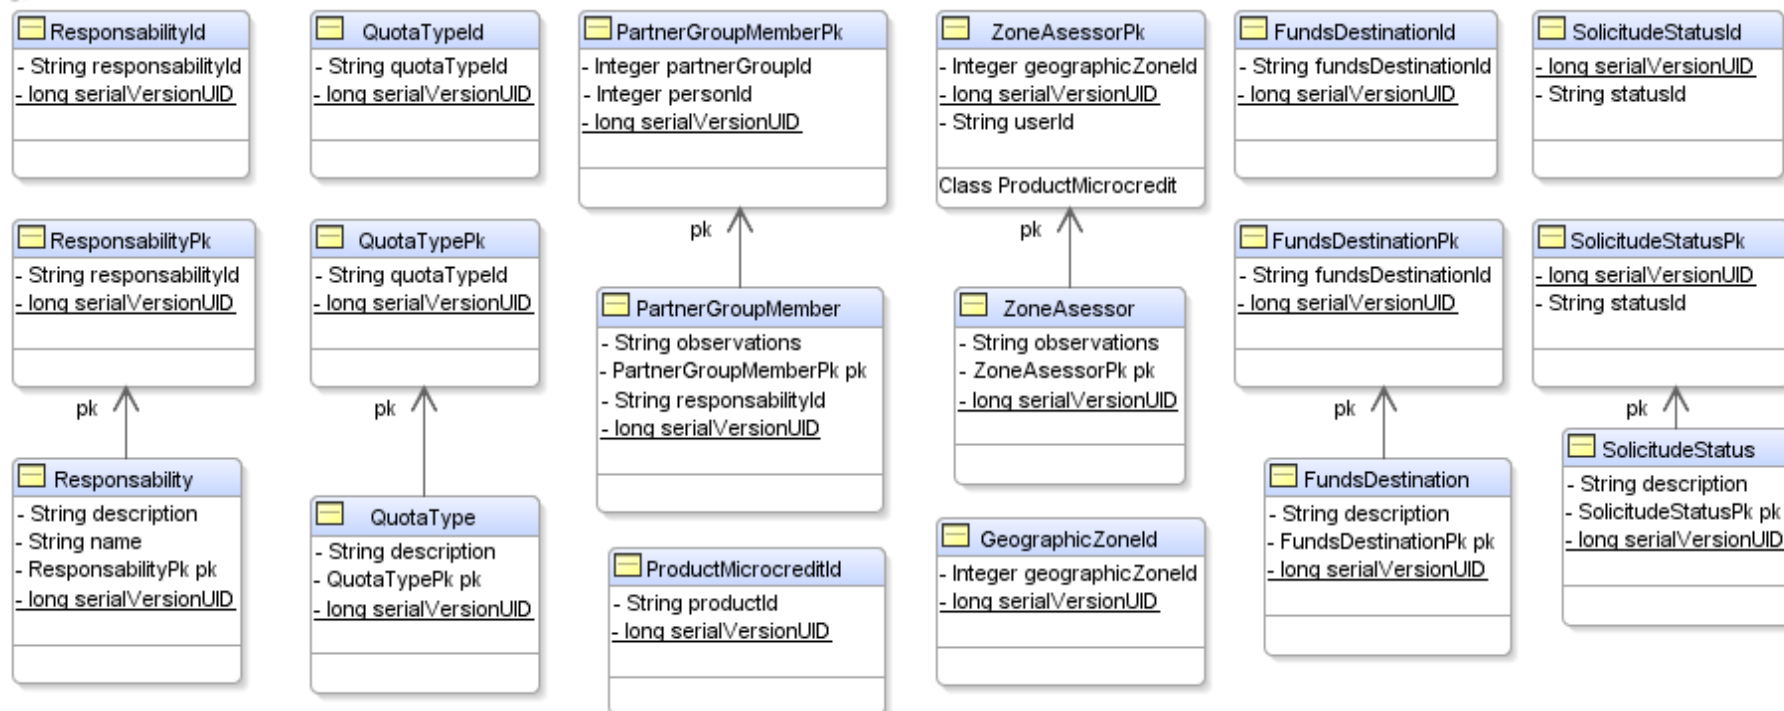 ResponsabilityId
- String responsabilityId
- long serialVersionUID
QuotaTypeId
- String quotaTypeId
- long serialVersionUID
PartnerGroupMemberPk
- Integer partnerGroupId
- Integer personId
- long serialVersionUID
ZoneAsessorPk
- Integer geographicZoneId
- long serialVersionUID
- String userId
Class ProductMicrocredit
FundsDestinationId
- String fundsDestinationId
- long serialVersionUID
SolicitudeStatusId
- long serialVersionUID
- String statusId
ResponsabilityPk
- String responsabilityId
- long serialVersionUID
pk
QuotaTypePk
- String quotaTypeId
- long serialVersionUID
pk
pk
PartnerGroupMember
- String observations
- PartnerGroupMemberPk pk
- String responsabilityId
- long serialVersionUID
pk
ZoneAsessor
- String observations
- ZoneAsessorPk pk
- long serialVersionUID
FundsDestinationPk
- String fundsDestinationId
- long serialVersionUID
pk
SolicitudeStatusPk
- long serialVersionUID
- String statusId
pk
Responsability
- String description
- String name
- ResponsabilityPk pk
- long serialVersionUID
QuotaType
- String description
- QuotaTypePk pk
- long serialVersionUID
ProductMicrocreditId
- String productId
- long serialVersionUID
GeographicZoneId
- Integer geographicZoneId
- long serialVersionUID
FundsDestination
- String description
- FundsDestinationPk pk
- long serialVersionUID
SolicitudeStatus
- String description
- SolicitudeStatusPk pk
- long serialVersionUID